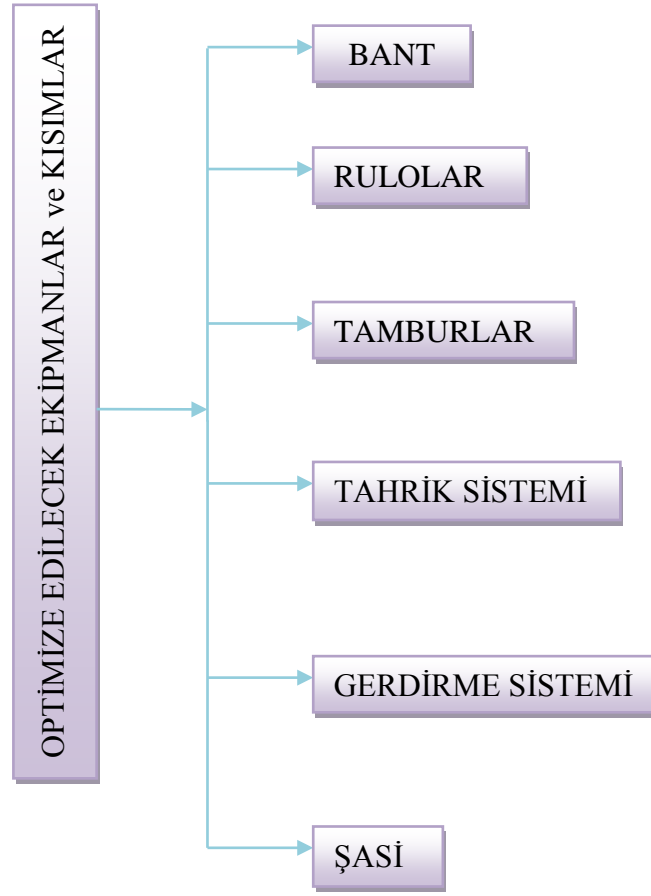 OPTİMİZE EDİLECEK EKİPMANLAR ve KISIMLAR
BANT
RULOLAR
TAMBURLAR
TAHRİK SİSTEMİ
GERDİRME SİSTEMİ
ŞASİ